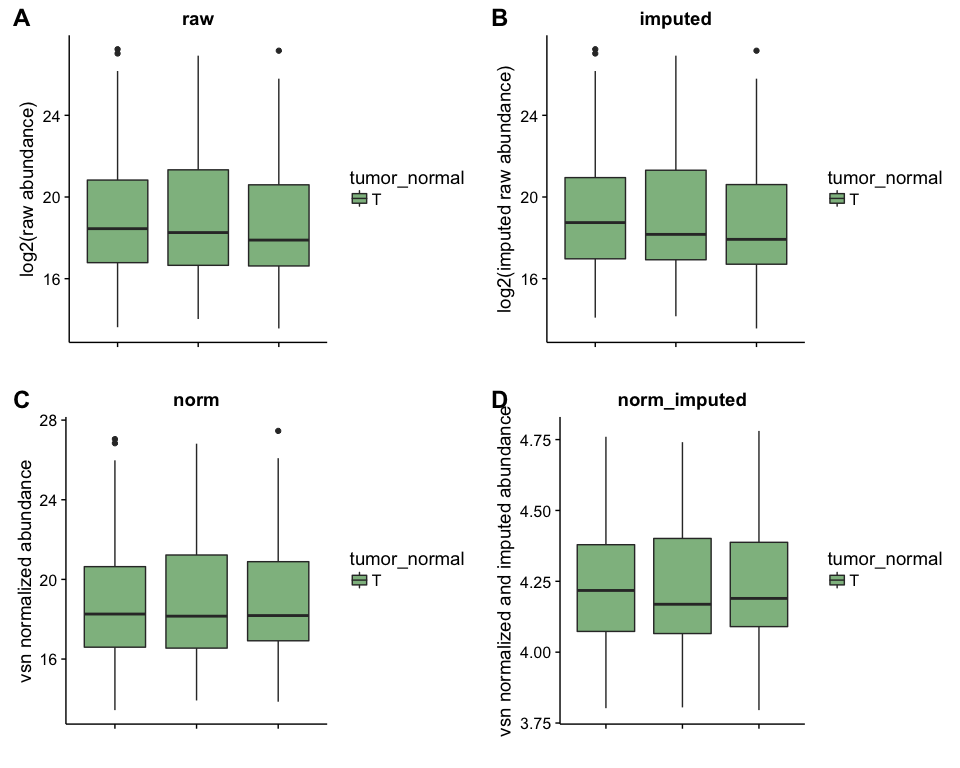 A
raw
log2(raw abundance)
24
20
16
tumor_normal
T
B
imputed
log2(imputed raw abundance)
24
20
16
tumor_normal
T
C
norm
vsn normalized abundance
28
24
20
16
tumor_normal
T
D
norm_imputed
vsn normalized and imputed abundance
4.75
4.50
4.25
4.00
3.75
tumor_normal
T